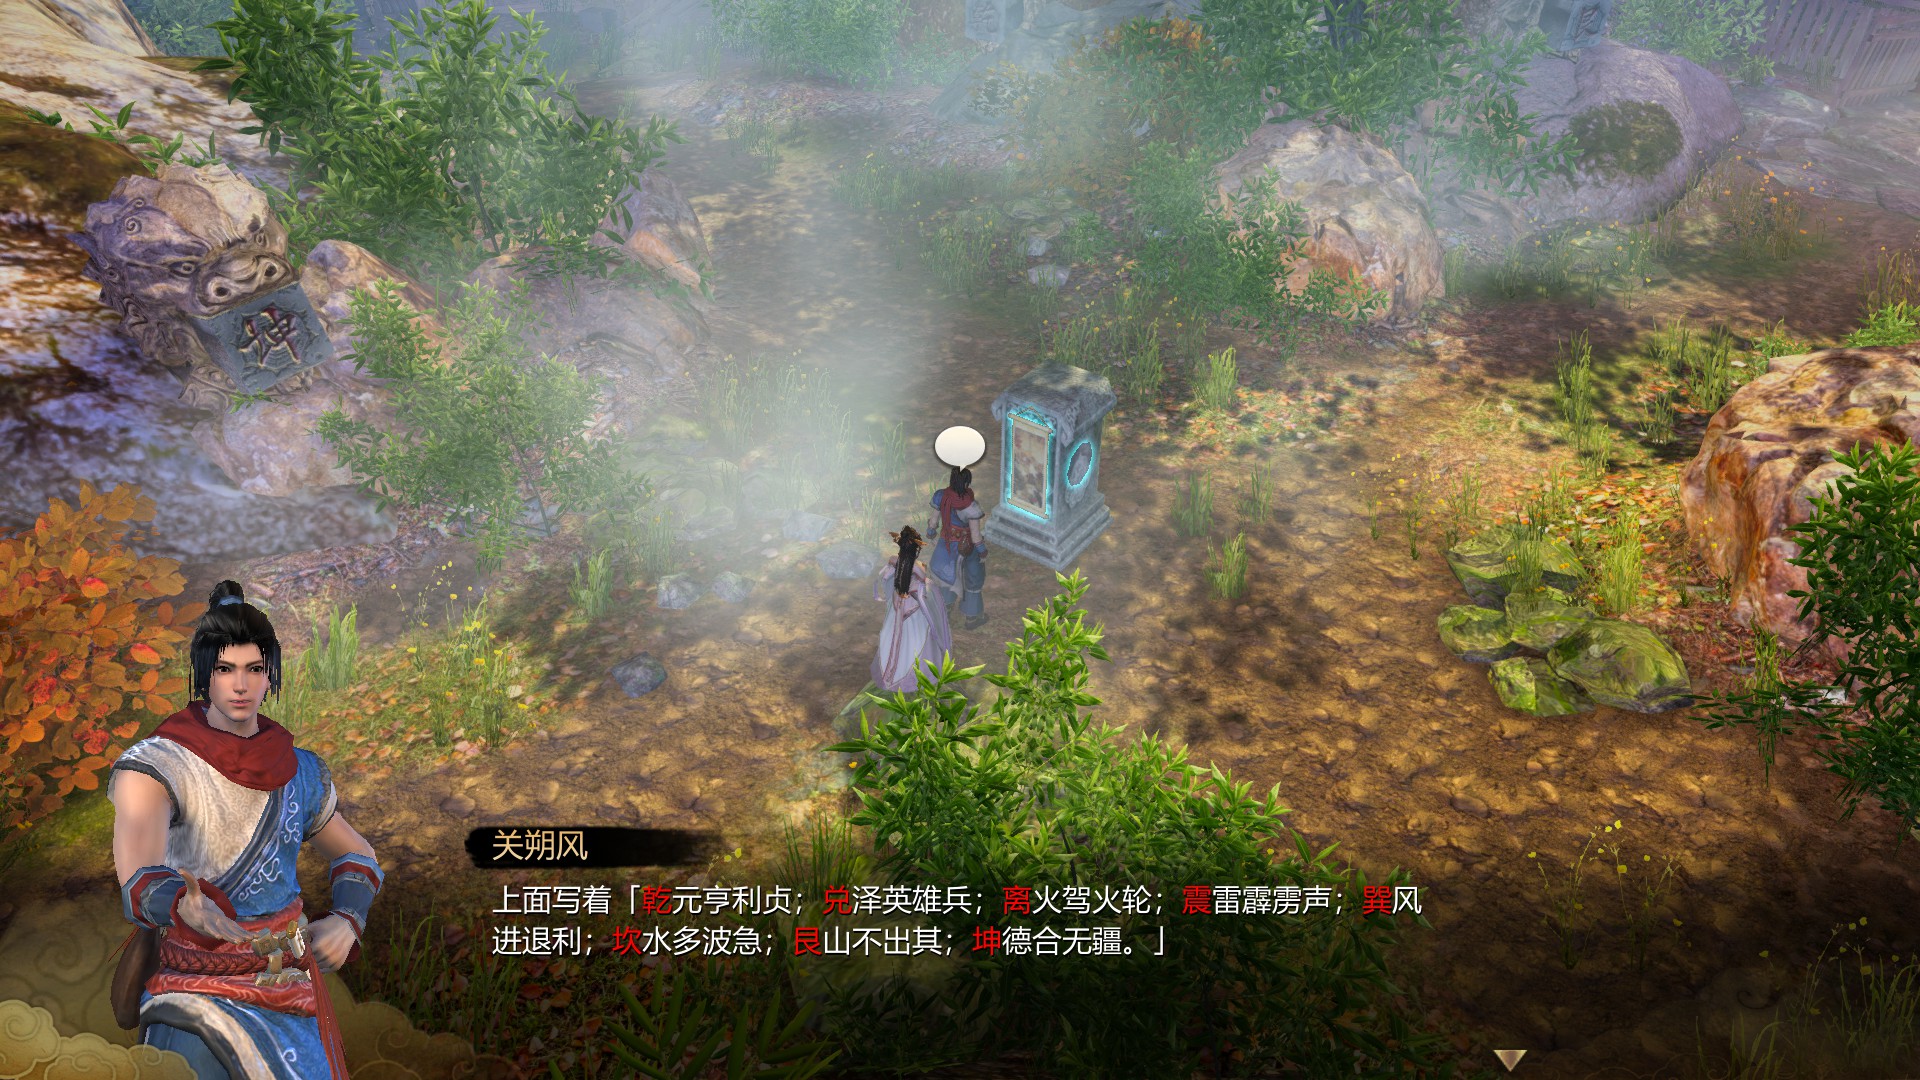 坤
关朔风
上面写着「乾元亨利贞；兑泽英雄兵；离火驾火轮；震雷霹雳声；巽风
进退利；坎水多波急；艮山不出其；坤德合无疆。」